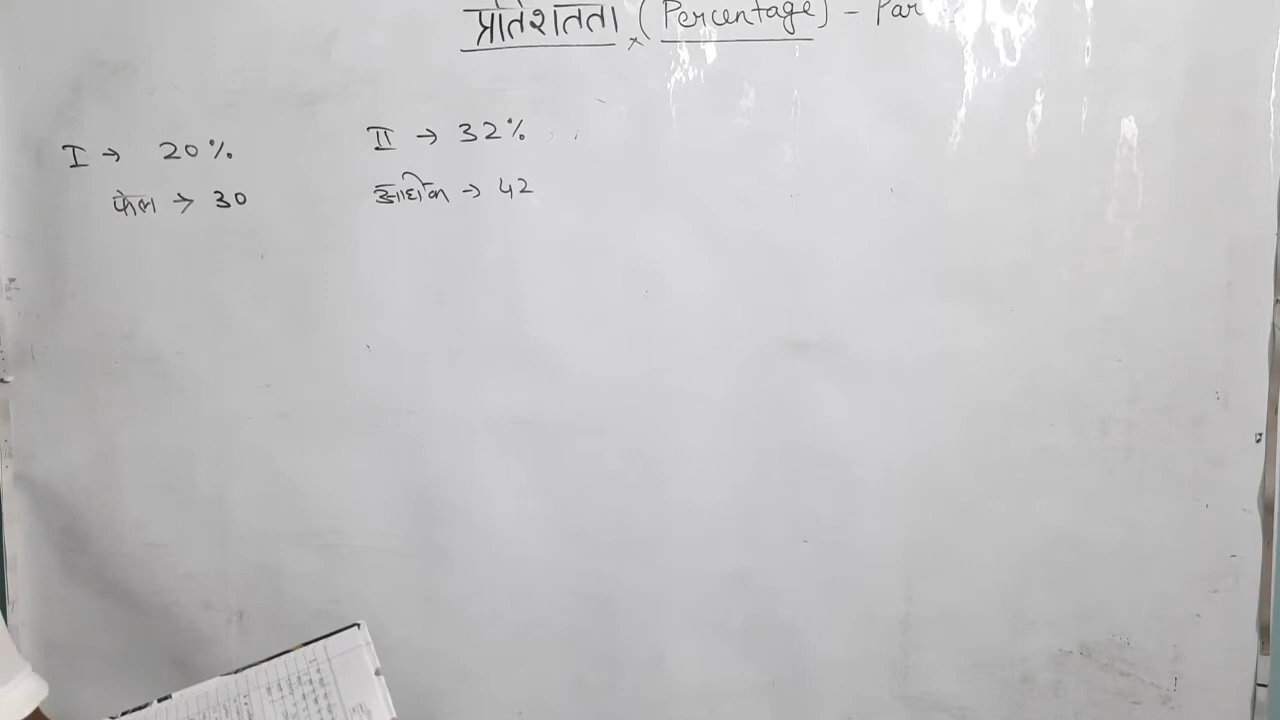 प्रतिशतता (Percentage) - Par
I → 20%
फेल → 30
II → 32%
अधिक → 42